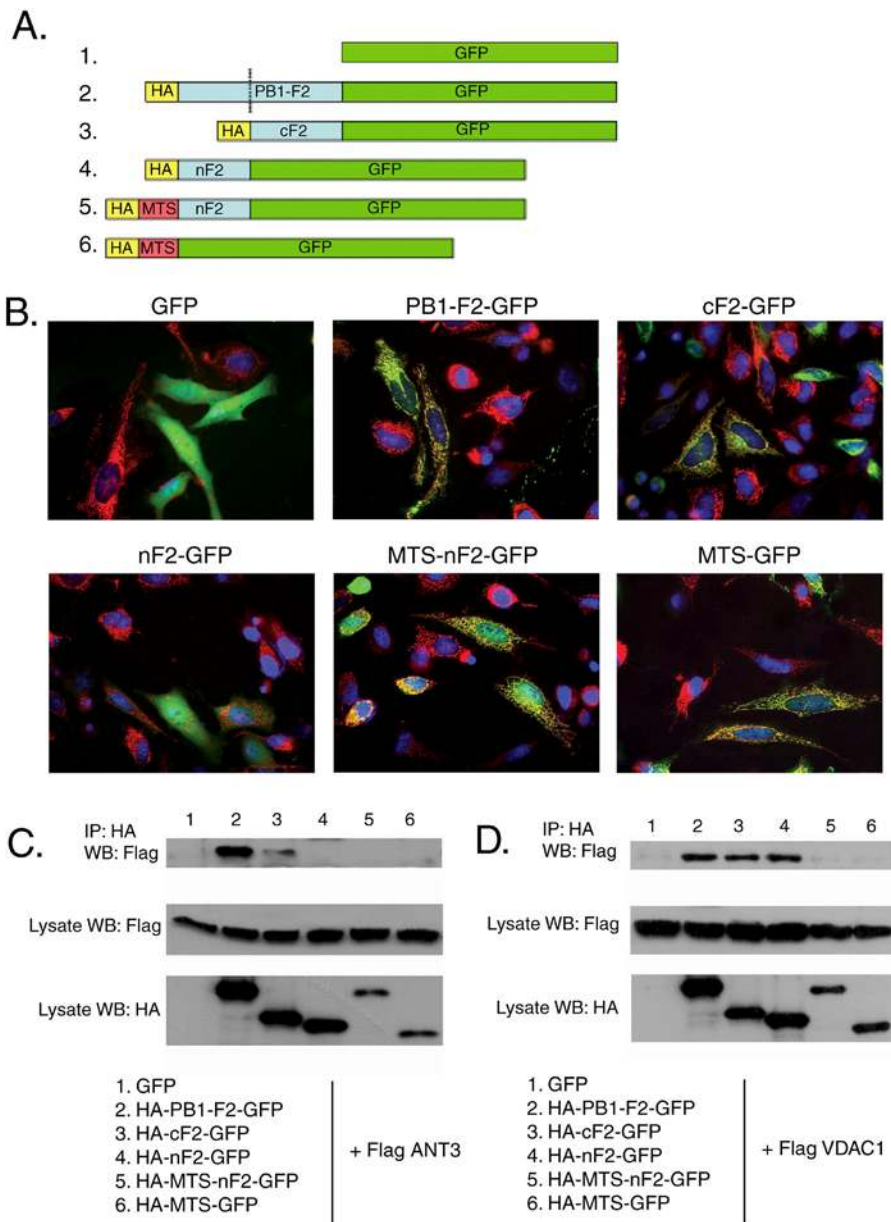 A.
1. GFP
2. HA PB1-F2 GFP
3. HA cF2 GFP
4. HA nF2 GFP
5. HA MTS nF2 GFP
6. HA MTS GFP
B.
GFP PB1-F2-GFP cF2-GFP
nF2-GFP MTS-nF2-GFP MTS-GFP
C.
1 2 3 4 5 6
IP: HA
WB: Flag
Lysate WB: Flag
Lysate WB: HA
1. GFP
2. HA-PB1-F2-GFP
3. HA-cF2-GFP
4. HA-nF2-GFP
5. HA-MTS-nF2-GFP
6. HA-MTS-GFP
+ Flag ANT3
D.
1 2 3 4 5 6
IP: HA
WB: Flag
Lysate WB: Flag
Lysate WB: HA
1. GFP
2. HA-PB1-F2-GFP
3. HA-cF2-GFP
4. HA-nF2-GFP
5. HA-MTS-nF2-GFP
6. HA-MTS-GFP
+ Flag VDAC1